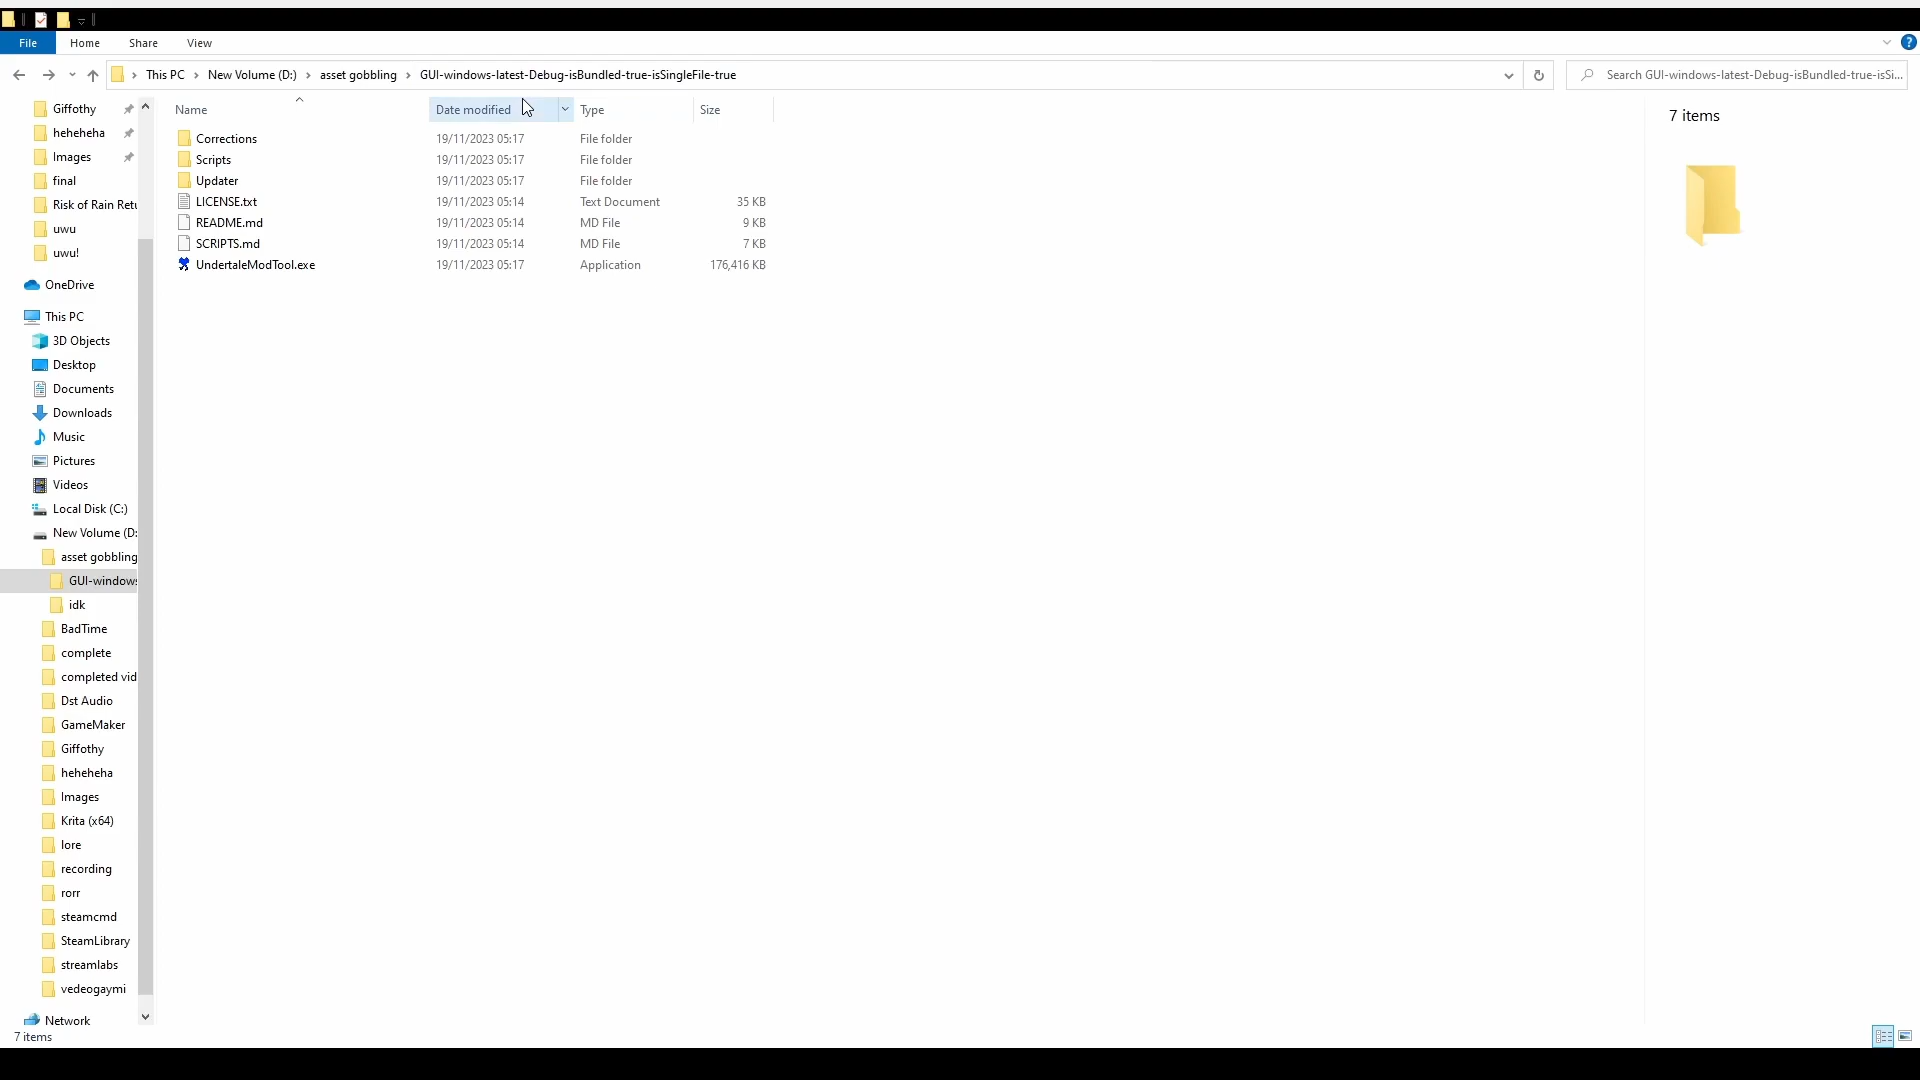 File Home Share View
This PC New Volume (D:) asset gobbling GUI-windows-latest-Debug-isBundled-true-isSingleFile-true Search GUI-windows-latest-Debug-isBundled-true-isSi...
Giffothy
heheheha
Images
final
Risk of Rain Retu
uwu
uwu!
OneDrive
This PC
3D Objects
Desktop
Documents
Downloads
Music
Pictures
Videos
Local Disk (C:)
New Volume (D:
asset gobbling
GUI-windows
idk
BadTime
complete
completed vid
Dst Audio
GameMaker
Giffothy
heheheha
Images
Krita (x64)
lore
recording
rorr
steamcmd
SteamLibrary
streamlabs
vedeogaymi
Network
Name Date modified Type Size
Corrections 19/11/2023 05:17 File folder
Scripts 19/11/2023 05:17 File folder
Updater 19/11/2023 05:17 File folder
LICENSE.txt 19/11/2023 05:14 Text Document 35 KB
README.md 19/11/2023 05:14 MD File 9 KB
SCRIPTS.md 19/11/2023 05:14 MD File 7 KB
UndertaleModTool.exe 19/11/2023 05:17 Application 176,416 KB
7 items
7 items